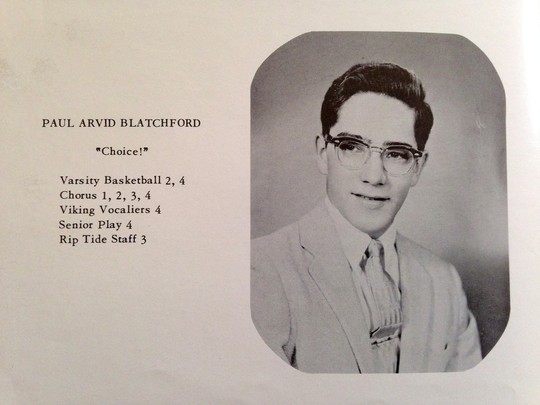 PAUL ARVID BLATCHFORD
"Choice!"
Varsity Basketball 2, 4
Chorus 1, 2, 3, 4
Viking Vocaliers 4
Senior Play 4
Rip Tide Staff 3